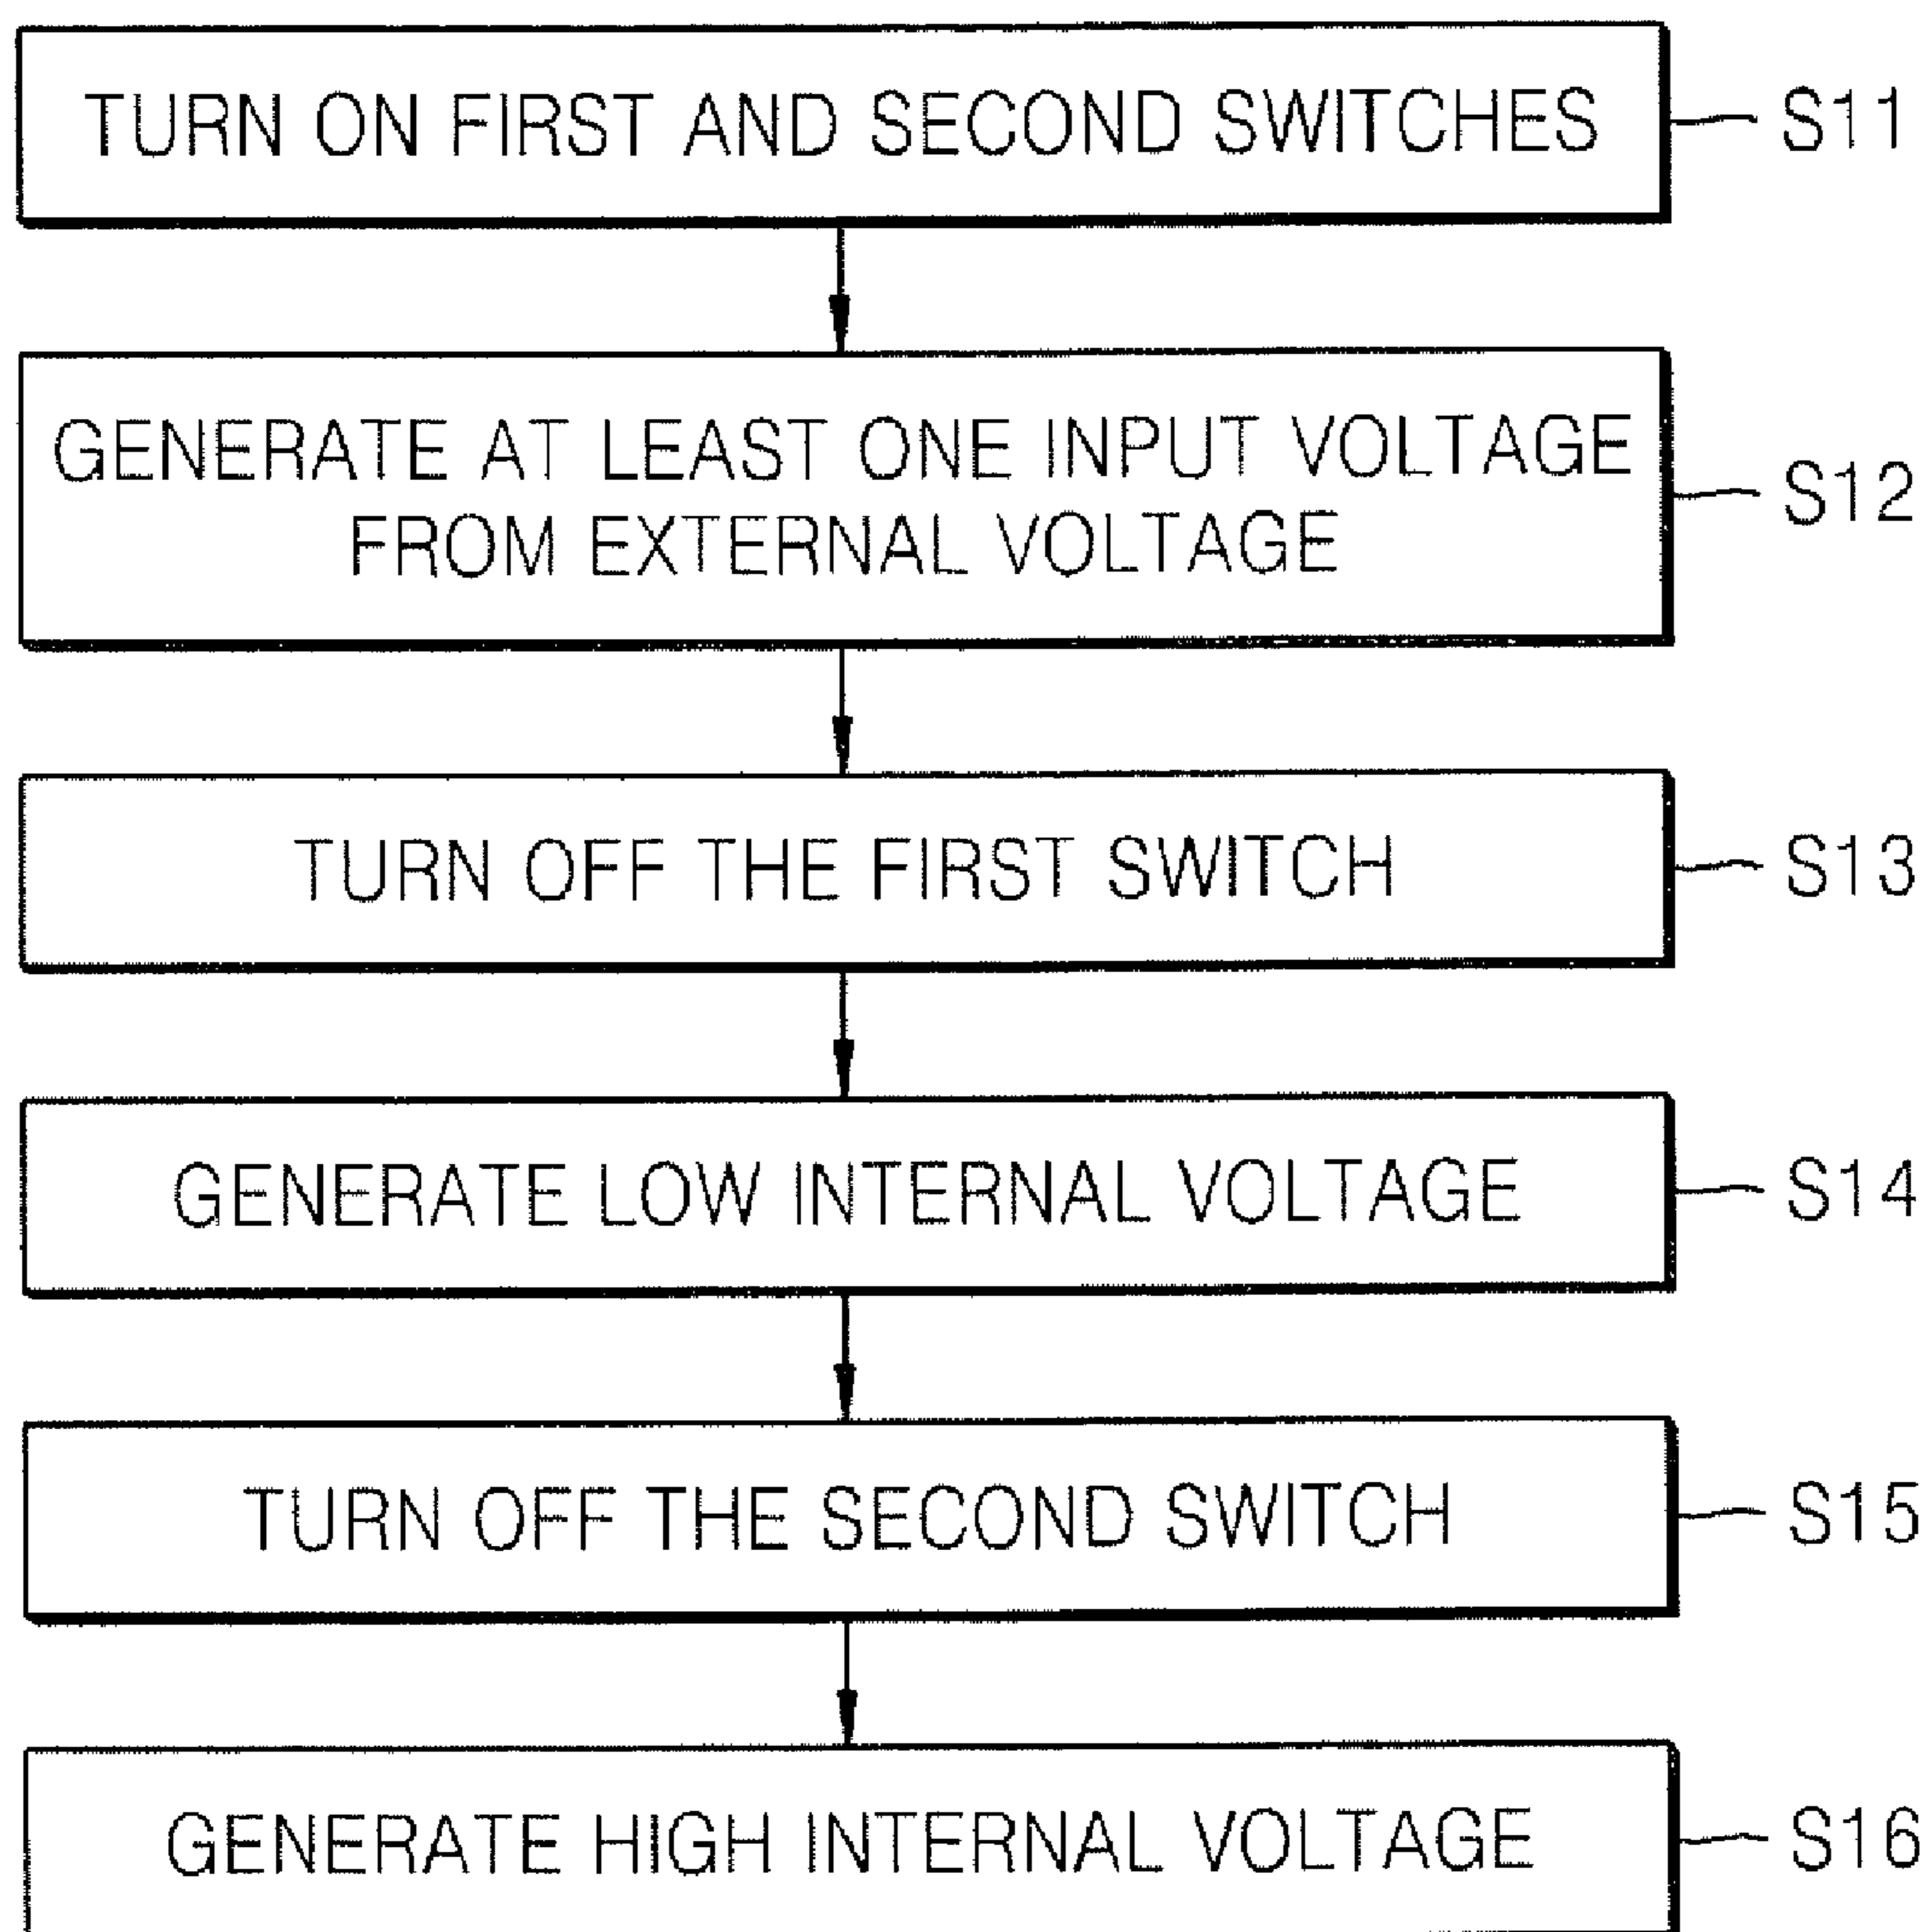 TURN ON FIRST AND SECOND SWITCHES
S11
GENERATE AT LEAST ONE INPUT VOLTAGE
FROM EXTERNAL VOLTAGE
S12
TURN OFF THE FIRST SWITCH
S13
GENERATE LOW INTERNAL VOLTAGE
S14
TURN OFF THE SECOND SWITCH
S15
GENERATE HIGH INTERNAL VOLTAGE
S16